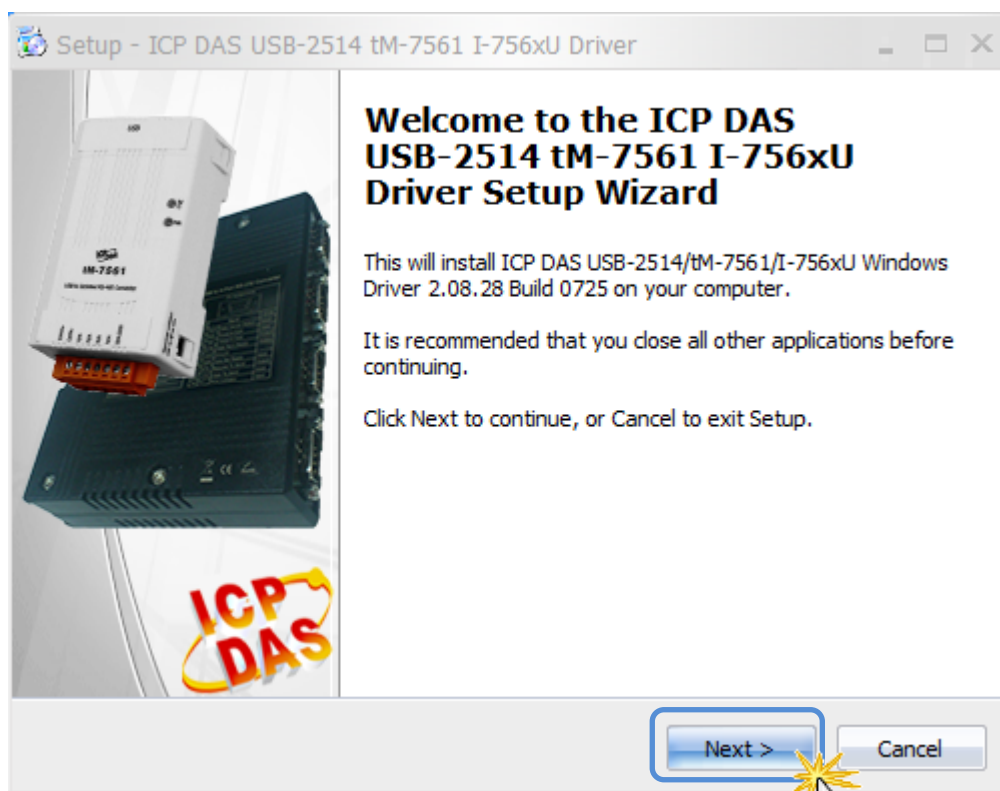 Setup - ICP DAS USB-2514 tM-7561 I-756xU Driver
Welcome to the ICP DAS
USB-2514 tM-7561 I-756xU
Driver Setup Wizard
This will install ICP DAS USB-2514/tM-7561/I-756xU Windows
Driver 2.08.28 Build 0725 on your computer.
It is recommended that you close all other applications before
continuing.
Click Next to continue, or Cancel to exit Setup.
USB
tM-7561
ICP
DAS
Next >
Cancel